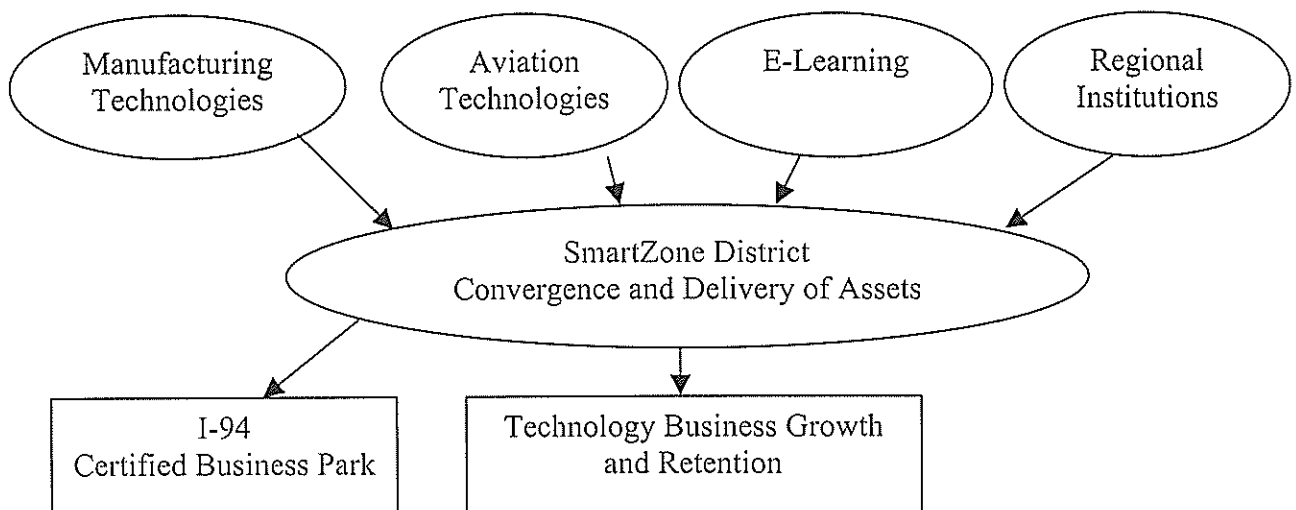 Manufacturing
Technologies
Aviation
Technologies
E-Learning
Regional
Institutions
SmartZone District
Convergence and Delivery of Assets
I-94
Certified Business Park
Technology Business Growth
and Retention